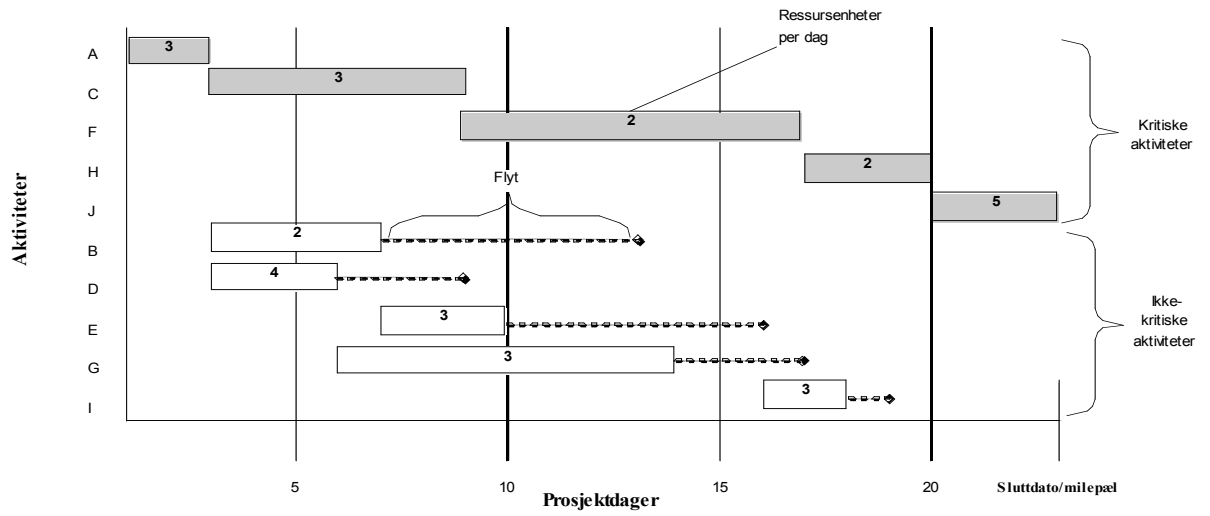 Ressursenheter
per dag
A
3
C
3
F
2
H
2
J
5
Kritiske
aktiviteter
Flyt
Aktiviteter
B
2
D
4
E
3
G
3
I
3
Ikke-
kritiske
aktiviteter
5
10
15
20
Sluttdato/milepæl
Prosjektdager